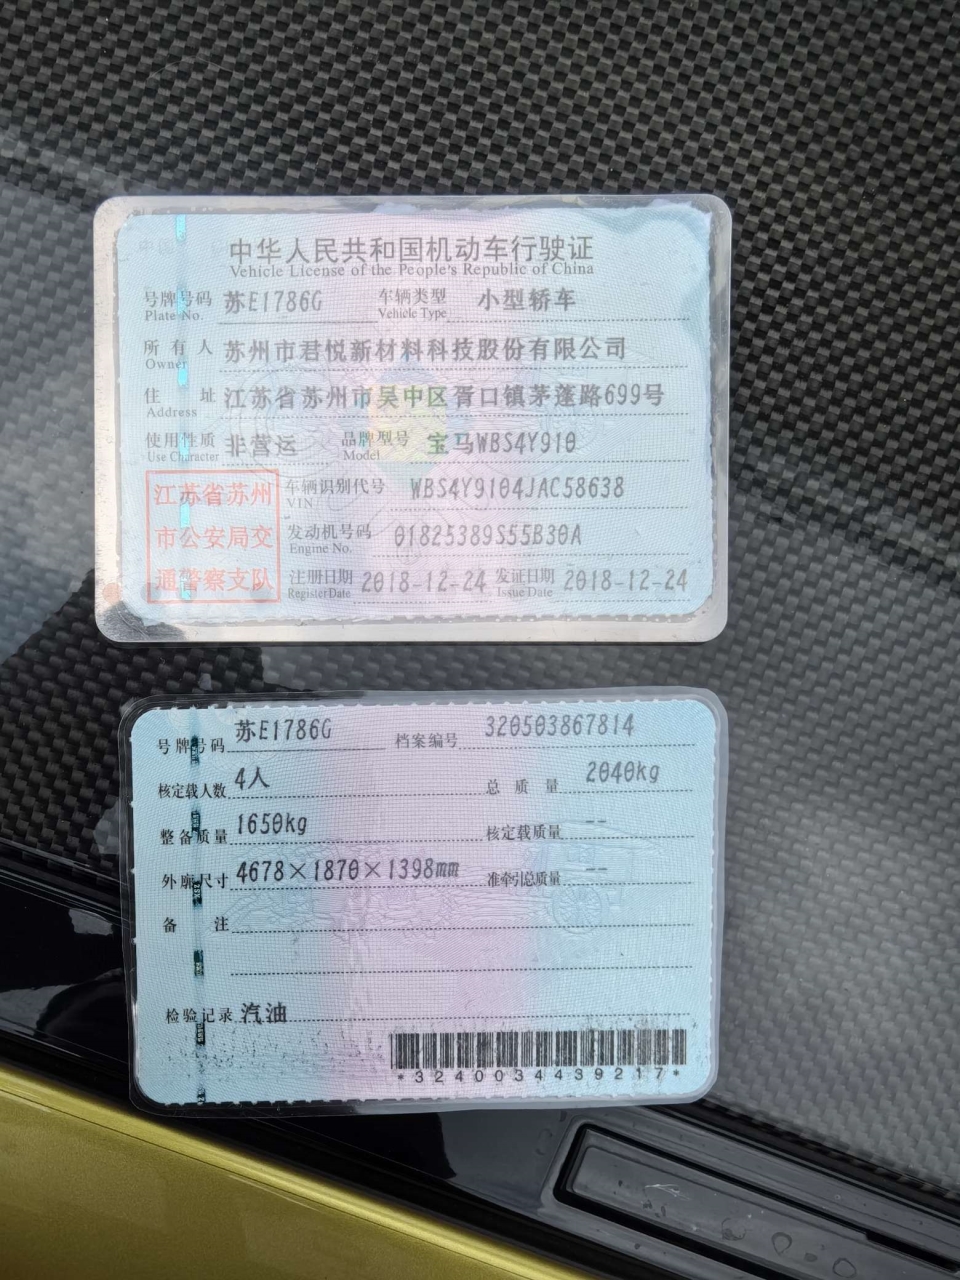 中华人民共和国机动车行驶证
Vehicle License of the People's Republic of China
号牌号码 苏E1786G 车辆类型 小型轿车
Plate No. Vehicle Type
所有人 苏州市君悦新材料科技股份有限公司
Owner
住址 江苏省苏州市吴中区胥口镇茅蓬路699号
Address
使用性质 非营运 品牌型号 宝马WBS4Y910
Use Character Model
江苏省苏州 车辆识别代号 WBS4Y9104JAC58638
VIN
市公安局交 发动机号码 01825389S55B30A
Engine No.
通警察支队 注册日期 2018-12-24 发证日期 2018-12-24
Register Date Issue Date
号牌号码 苏E1786G 档案编号 320503867814
核定载人数 4人 总质量 2040kg
整备质量 1650kg 核定载质量 --
外廓尺寸 4678×1870×1398mm 准牵引总质量 --
备注
检验记录 汽油
*3240034439217*